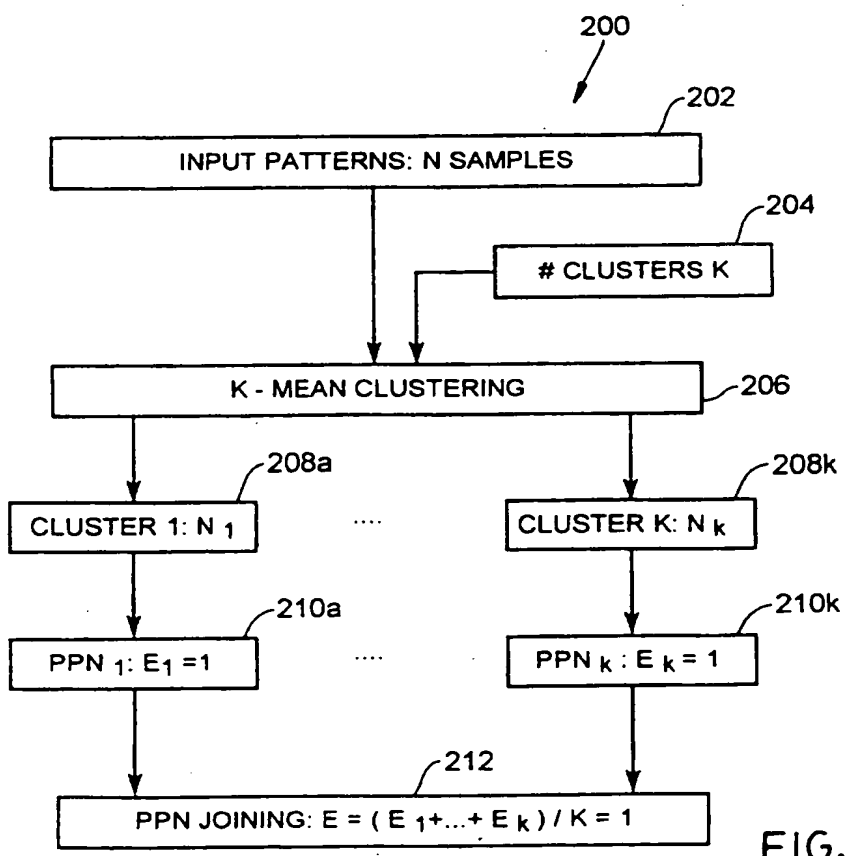 200
202
INPUT PATTERNS: N SAMPLES
204
# CLUSTERS K
K - MEAN CLUSTERING
206
208a
208k
CLUSTER 1: N 1
....
CLUSTER K: N k
210a
210k
PPN 1: E1 =1
....
PPN k : E k = 1
212
PPN JOINING: E = ( E 1+...+ E k ) / K = 1
FIG.